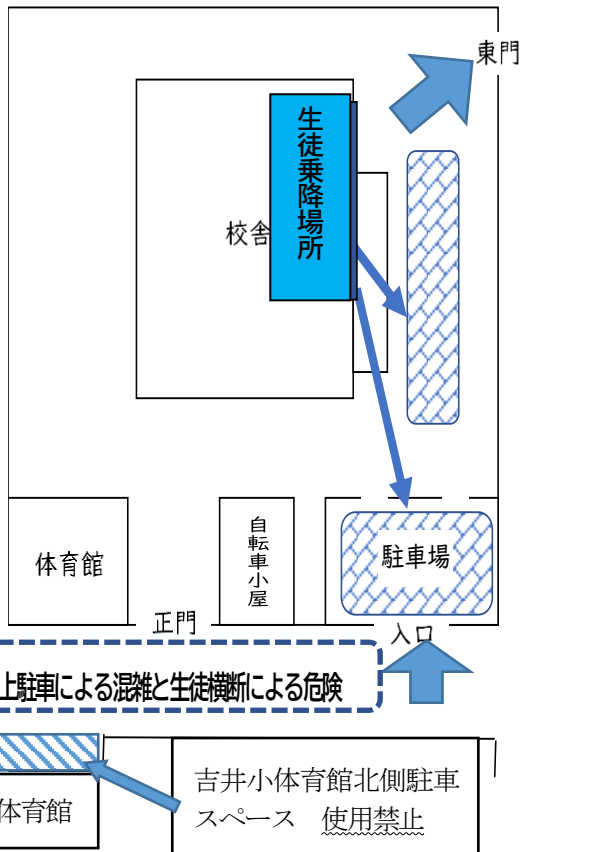 東門
生徒乗降場所
校舎
自転車小屋
体育館
駐車場
正門
入口
上駐車による混雑と生徒横断による危険
吉井小体育館北側駐車
スペース　使用禁止
体育館